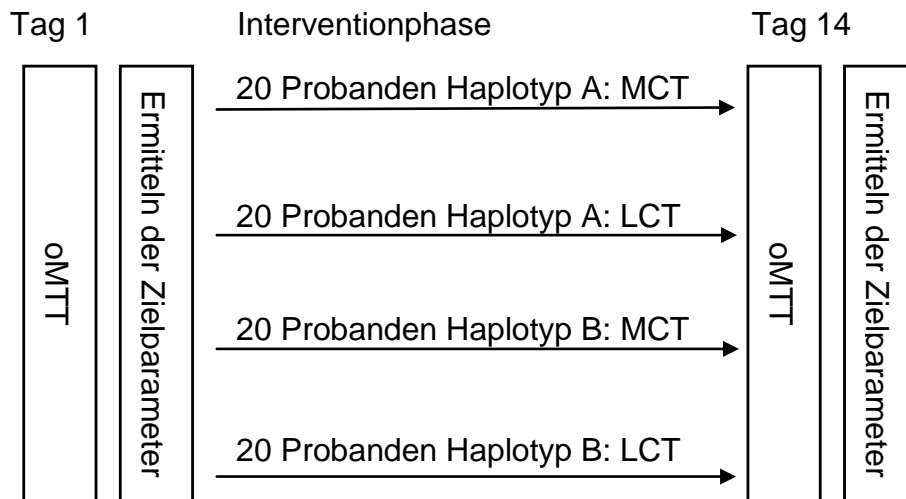 Tag 1
Interventionphase
Tag 14
oMTT
Ermitteln der Zielparameter
20 Probanden Haplotyp A: MCT
20 Probanden Haplotyp A: LCT
20 Probanden Haplotyp B: MCT
20 Probanden Haplotyp B: LCT
oMTT
Ermitteln der Zielparameter